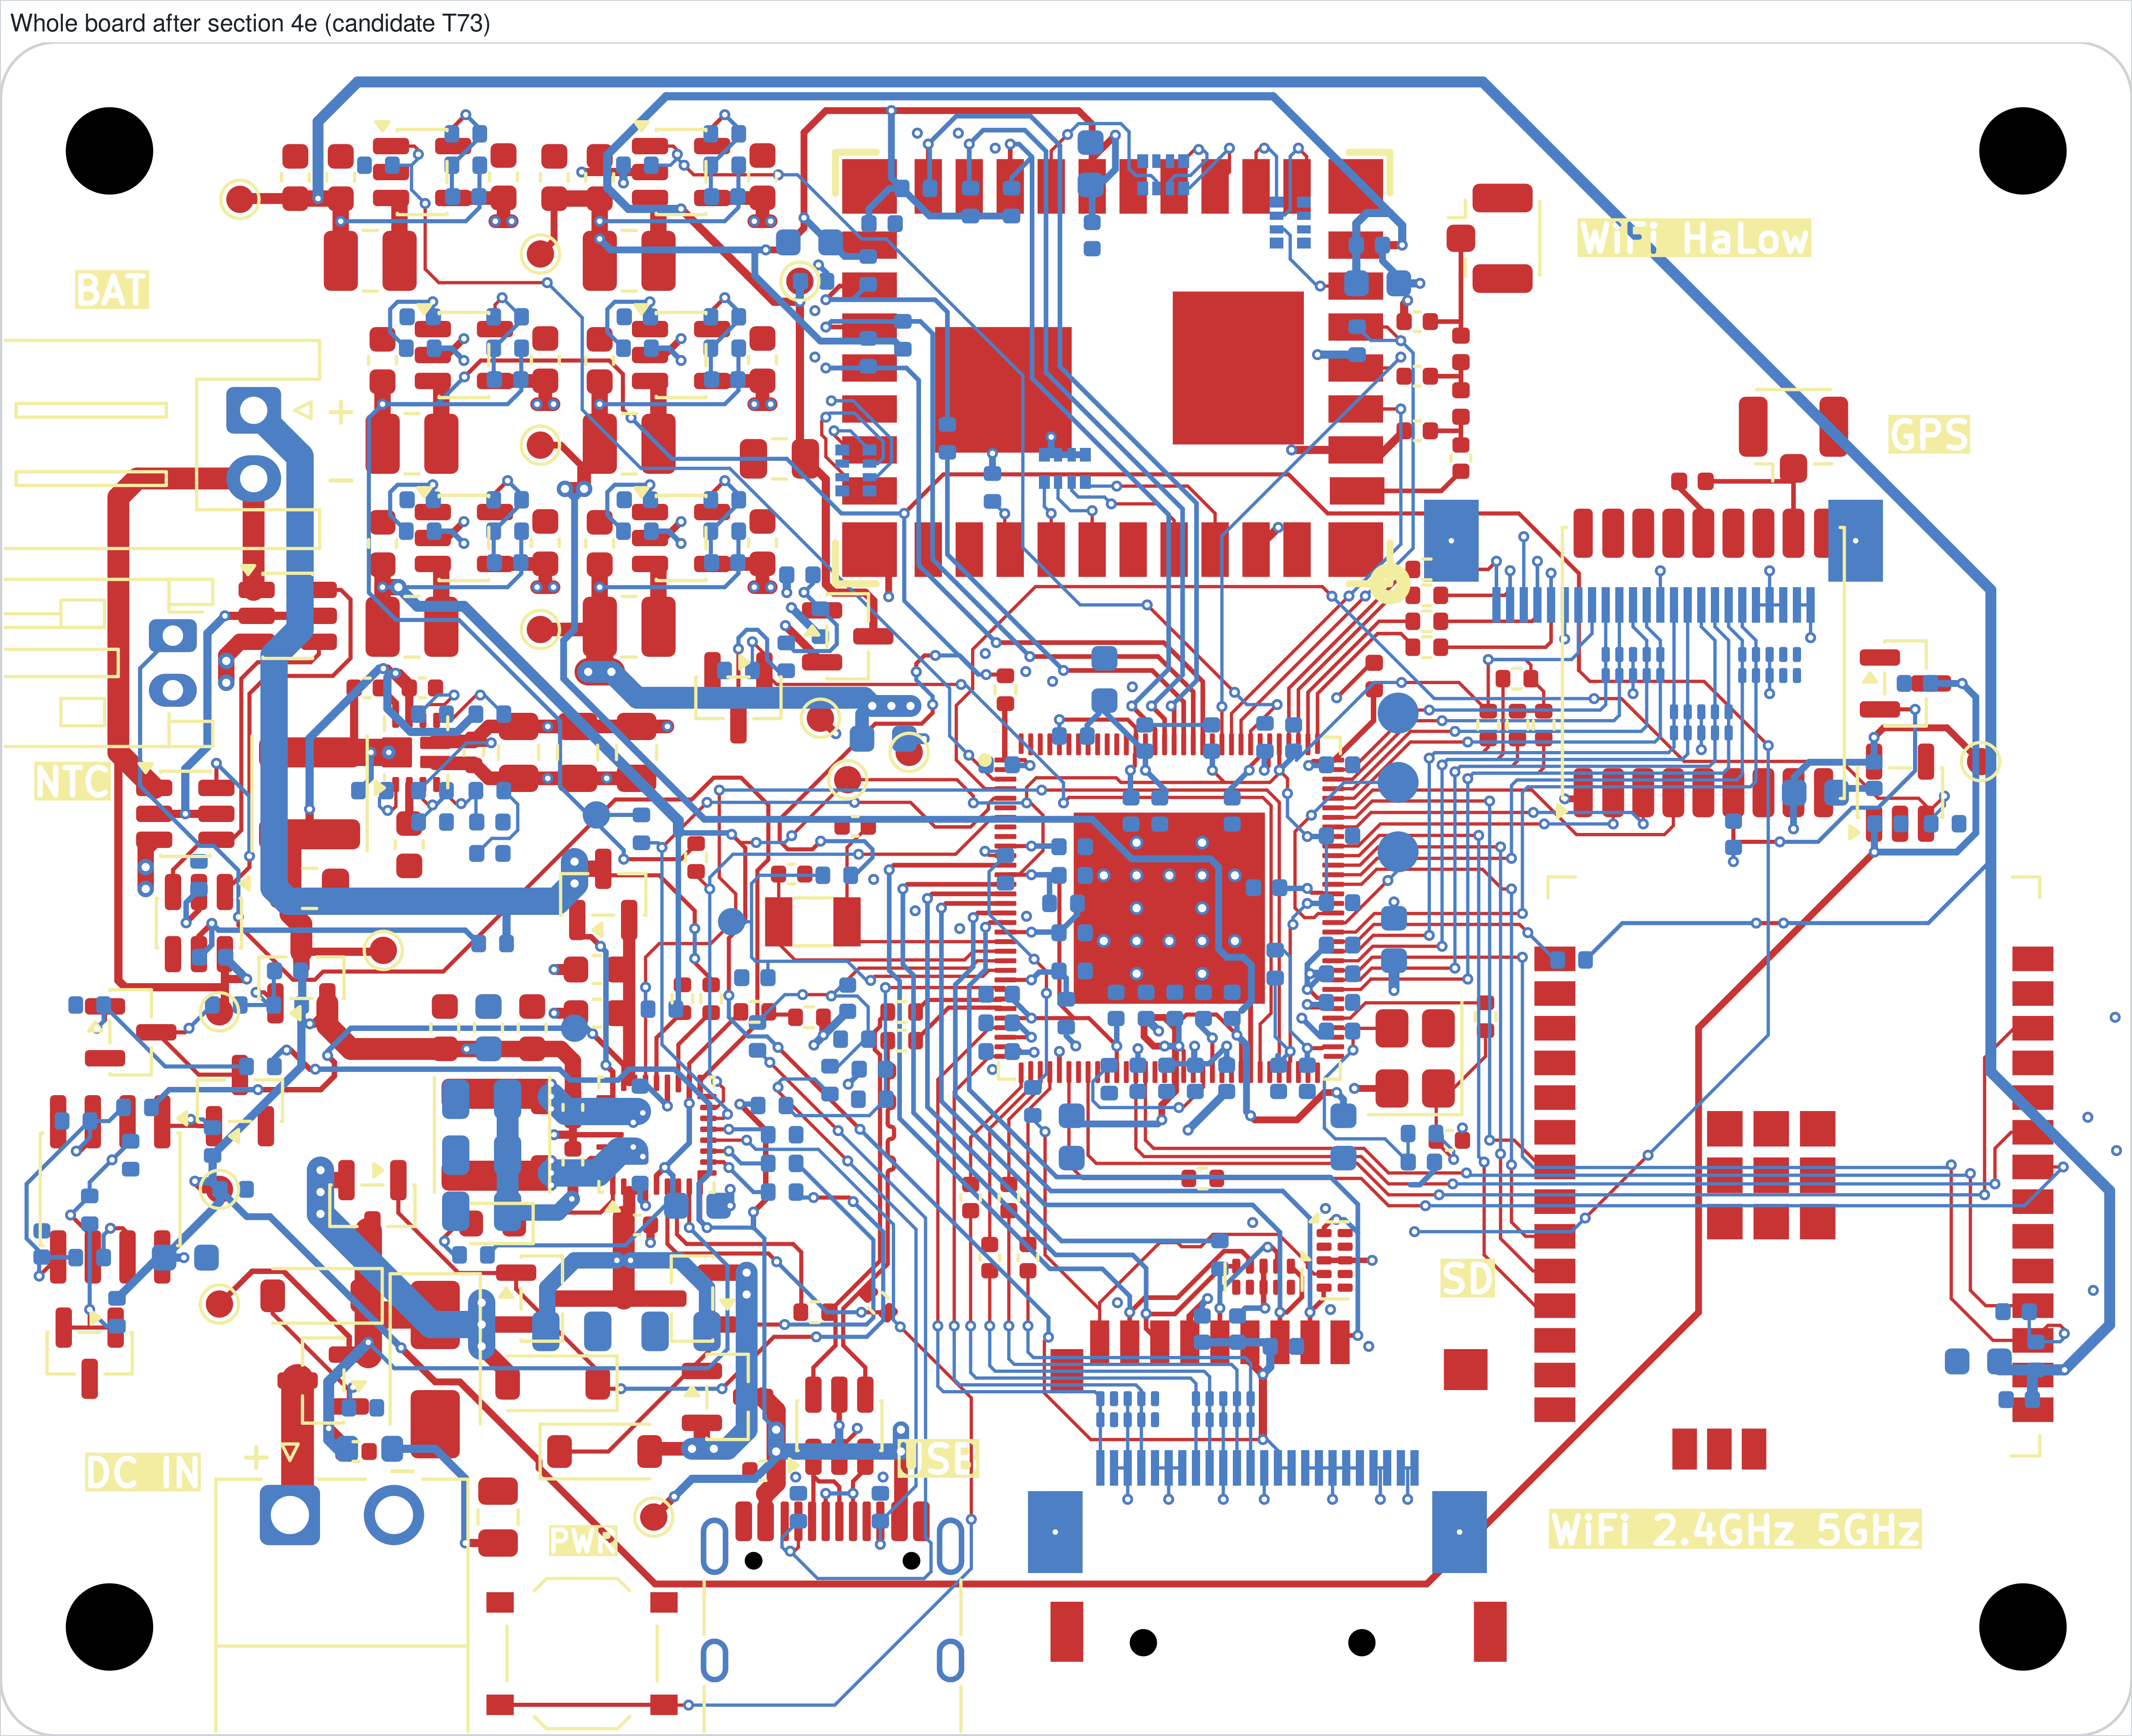 Whole board after section 4e (candidate T73)
WiFi HaLow
BAT
+
GPS
−
NTC
SD
+
−
DC IN
USB
WiFi 2.4GHz 5GHz
PWR